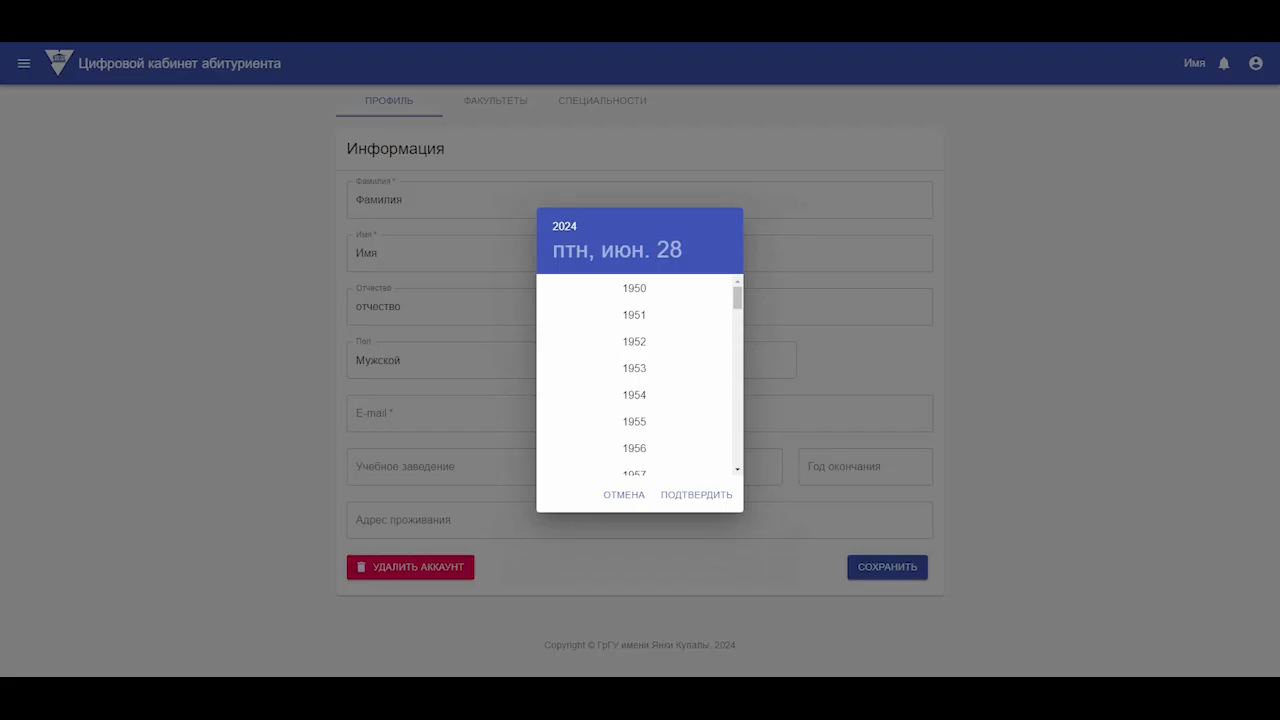 Цифровой кабинет абитуриента
Имя
ПРОФИЛЬ
ФАКУЛЬТЕТЫ
СПЕЦИАЛЬНОСТИ
Информация
Фамилия *
Фамилия
Имя *
Имя
Отчество
отчество
Пол
Мужской
E-mail *
Учебное заведение
Год окончания
Адрес проживания
УДАЛИТЬ АККАУНТ
СОХРАНИТЬ
2024
птн, июн. 28
1950
1951
1952
1953
1954
1955
1956
1957
ОТМЕНА
ПОДТВЕРДИТЬ
Copyright © ГрГУ имени Янки Купалы, 2024